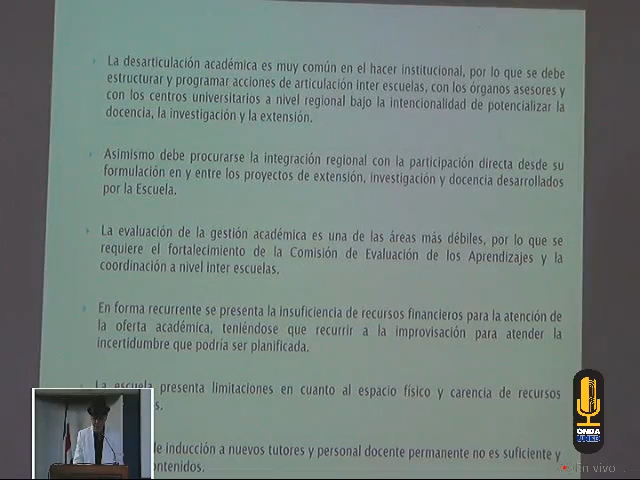 La desarticulación académica es muy común en el hacer institucional, por lo que se debe
estructurar y programar acciones de articulación inter escuelas, con los órganos asesores y
con los centros universitarios a nivel regional bajo la intencionalidad de potencializar la
docencia, la investigación y la extensión.
Asimismo debe procurarse la integración regional con la participación directa desde su
formulación en y entre los proyectos de extensión, investigación y docencia desarrollados
por la Escuela.
La evaluación de la gestión académica es una de las áreas más débiles, por lo que se
requiere el fortalecimiento de la Comisión de Evaluación de los Aprendizajes y la
coordinación a nivel inter escuelas.
En forma recurrente se presenta la insuficiencia de recursos financieros para la atención de
la oferta académica, teniéndose que recurrir a la improvisación para atender la
incertidumbre que podría ser planificada.
La escuela presenta limitaciones en cuanto al espacio físico y carencia de recursos
s.
de inducción a nuevos tutores y personal docente permanente no es suficiente y
ontenidos.
ONDA
UNED
En vivo